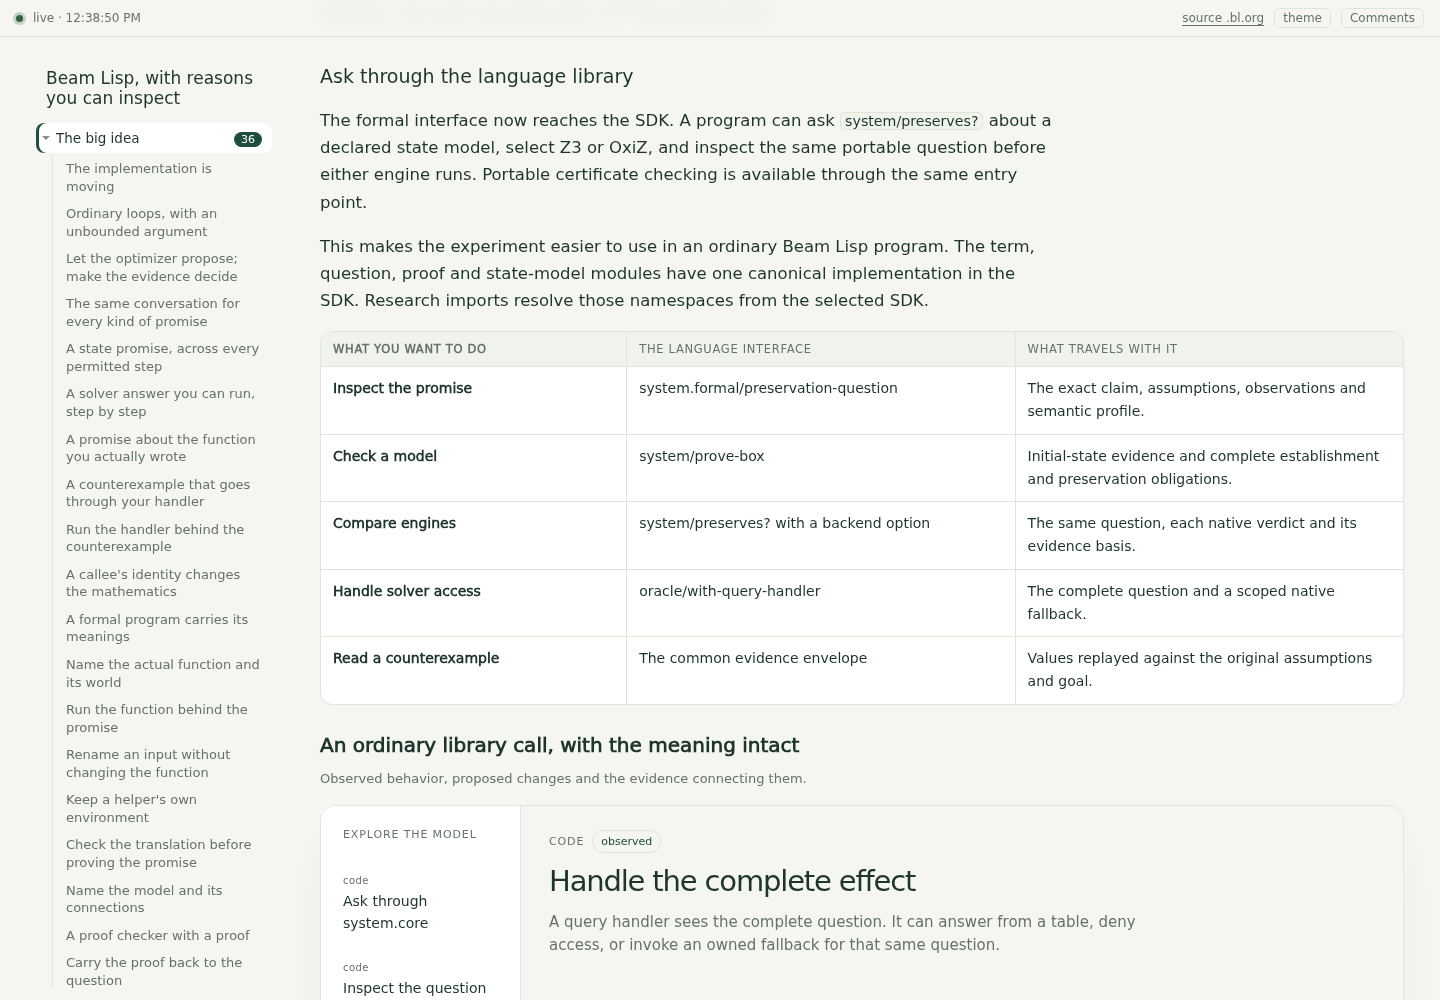 live · 12:38:50 PM
source .bl.org
theme
Comments
Beam Lisp, with reasons
you can inspect
The big idea
36
The implementation is
moving
Ordinary loops, with an
unbounded argument
Let the optimizer propose;
make the evidence decide
The same conversation for
every kind of promise
A state promise, across every
permitted step
A solver answer you can run,
step by step
A promise about the function
you actually wrote
A counterexample that goes
through your handler
Run the handler behind the
counterexample
A callee's identity changes
the mathematics
A formal program carries its
meanings
Name the actual function and
its world
Run the function behind the
promise
Rename an input without
changing the function
Keep a helper's own
environment
Check the translation before
proving the promise
Name the model and its
connections
A proof checker with a proof
Carry the proof back to the
question
Ask through the language library
The formal interface now reaches the SDK. A program can ask system/preserves? about a
declared state model, select Z3 or OxiZ, and inspect the same portable question before
either engine runs. Portable certificate checking is available through the same entry
point.
This makes the experiment easier to use in an ordinary Beam Lisp program. The term,
question, proof and state-model modules have one canonical implementation in the
SDK. Research imports resolve those namespaces from the selected SDK.
WHAT YOU WANT TO DO
THE LANGUAGE INTERFACE
WHAT TRAVELS WITH IT
Inspect the promise
system.formal/preservation-question
The exact claim, assumptions, observations and
semantic profile.
Check a model
system/prove-box
Initial-state evidence and complete establishment
and preservation obligations.
Compare engines
system/preserves? with a backend option
The same question, each native verdict and its
evidence basis.
Handle solver access
oracle/with-query-handler
The complete question and a scoped native
fallback.
Read a counterexample
The common evidence envelope
Values replayed against the original assumptions
and goal.
An ordinary library call, with the meaning intact
Observed behavior, proposed changes and the evidence connecting them.
EXPLORE THE MODEL
code
Ask through
system.core
code
Inspect the question
CODE
observed
Handle the complete effect
A query handler sees the complete question. It can answer from a table, deny
access, or invoke an owned fallback for that same question.